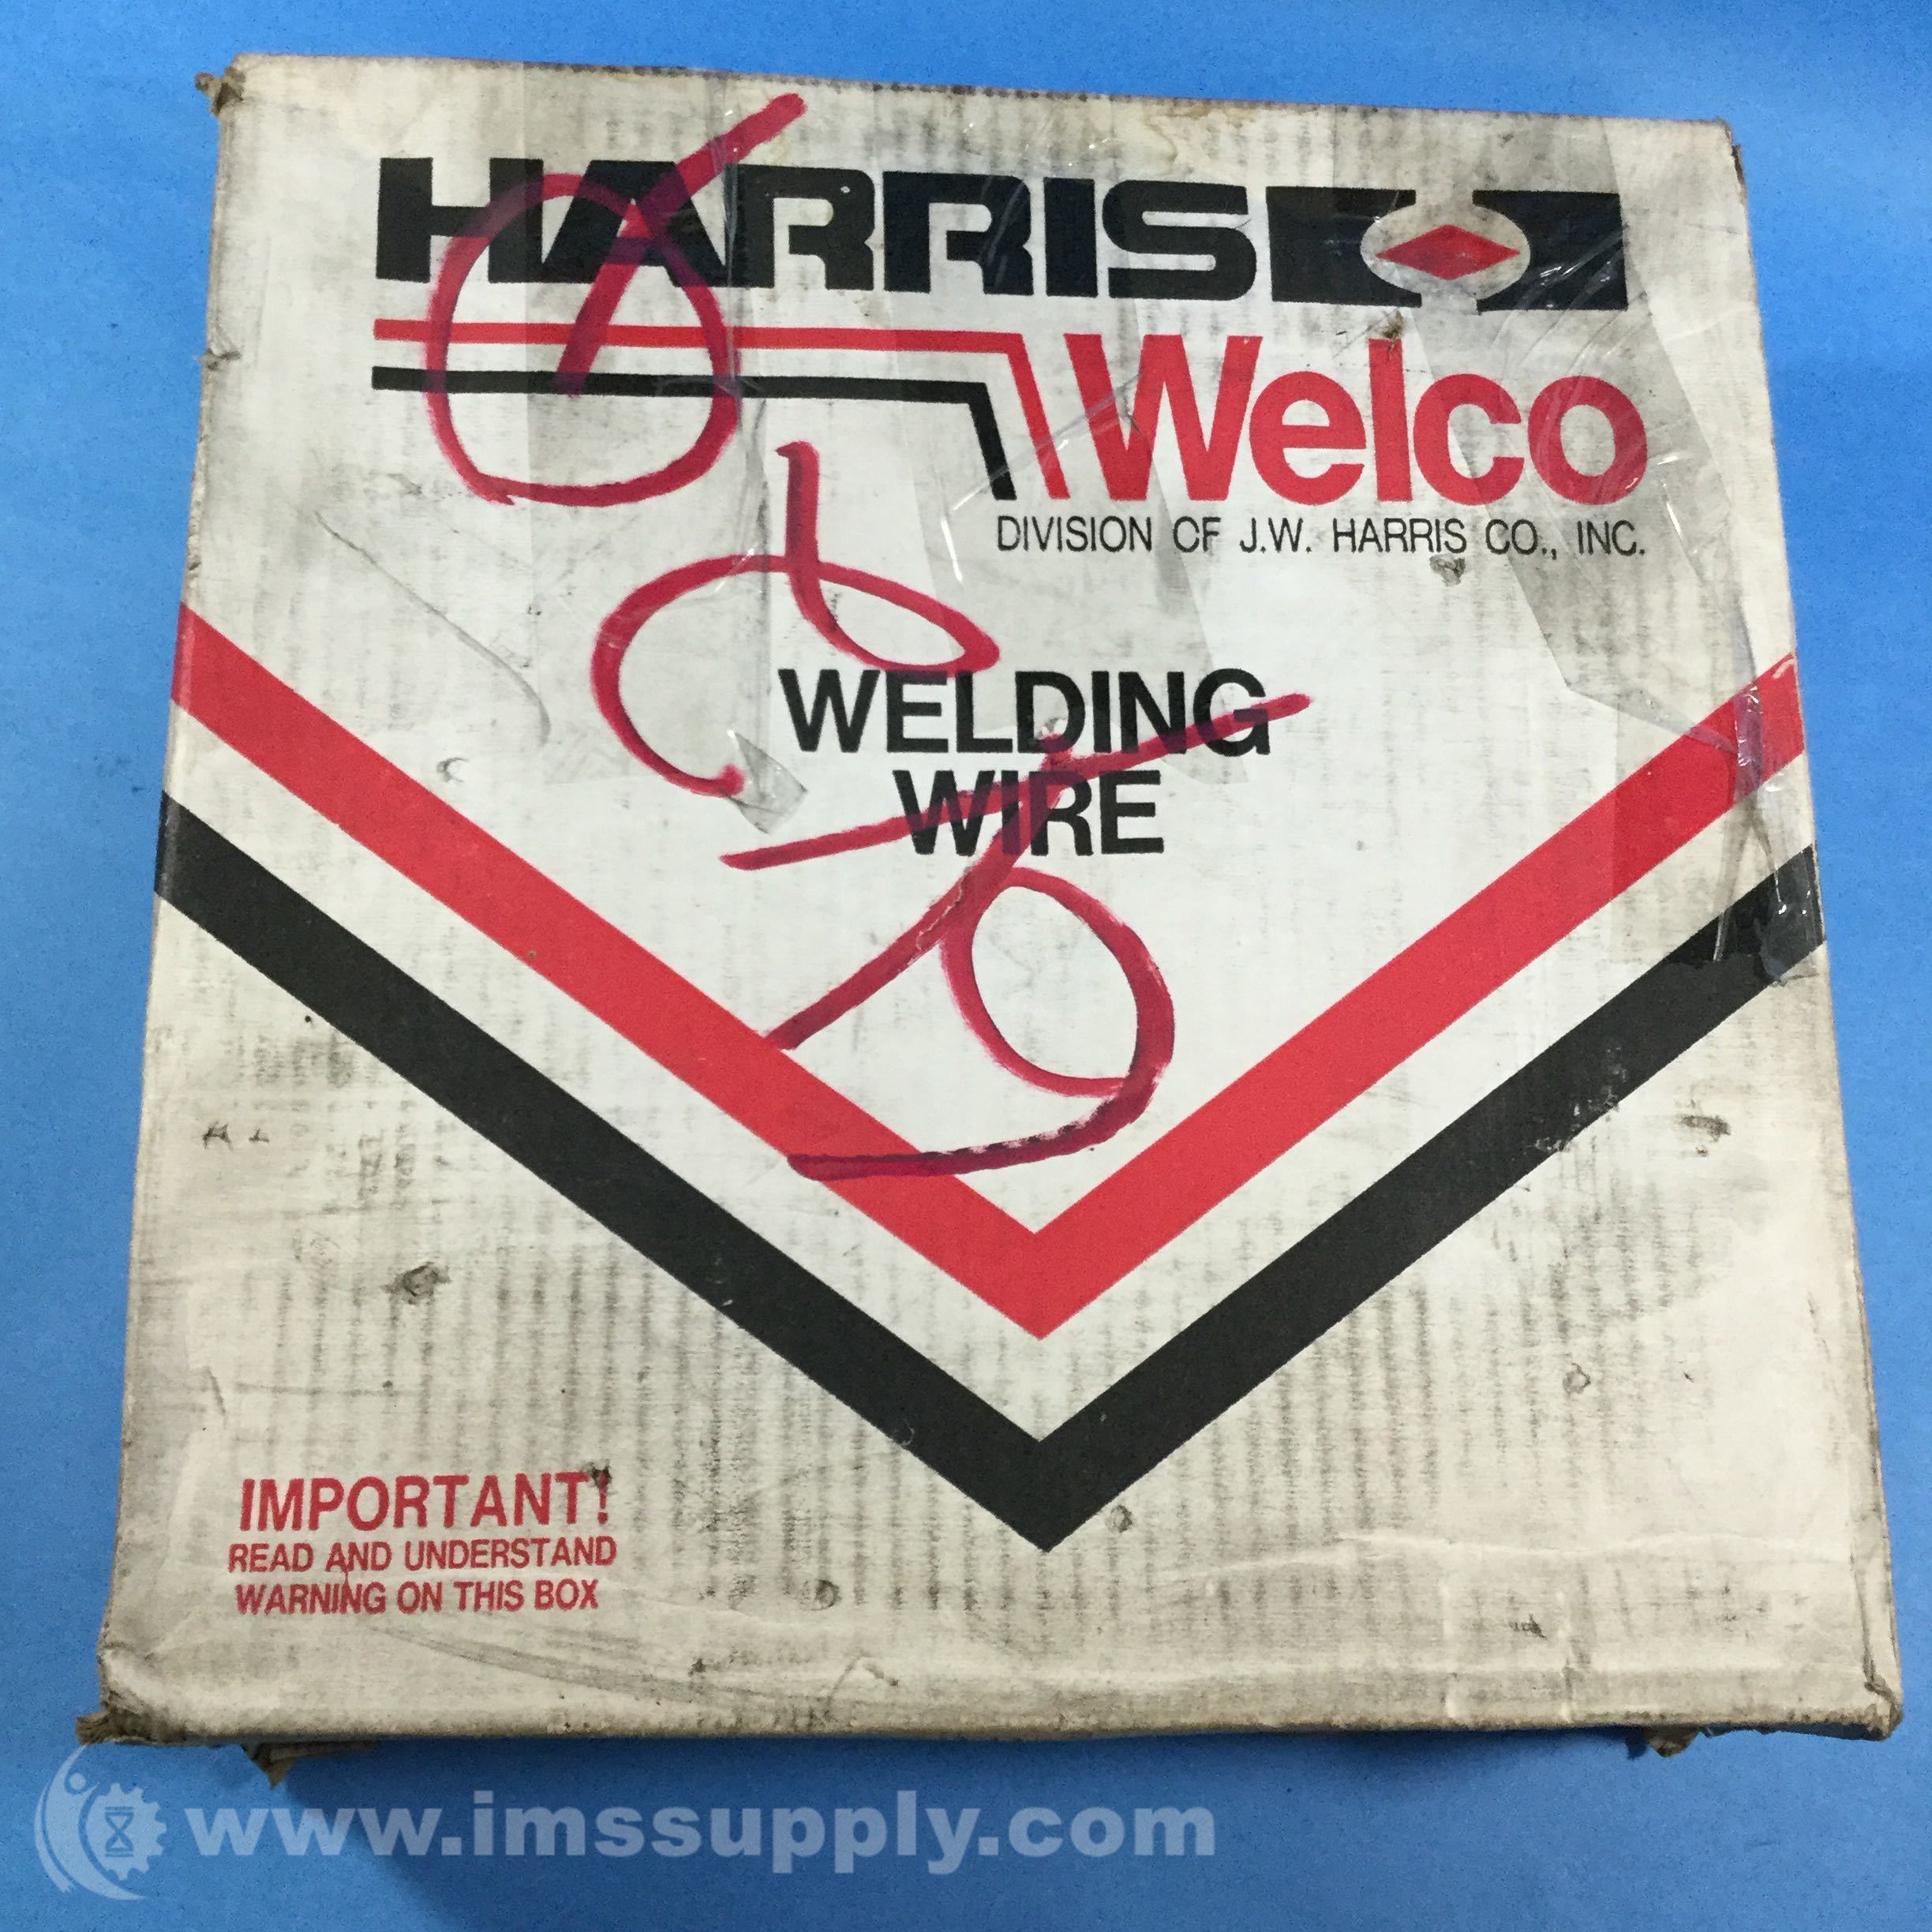 HARRIS
Welco
DIVISION OF J.W. HARRIS CO., INC.
WELDING
WIRE
IMPORTANT!
READ AND UNDERSTAND
WARNING ON THIS BOX
www.imssupply.com